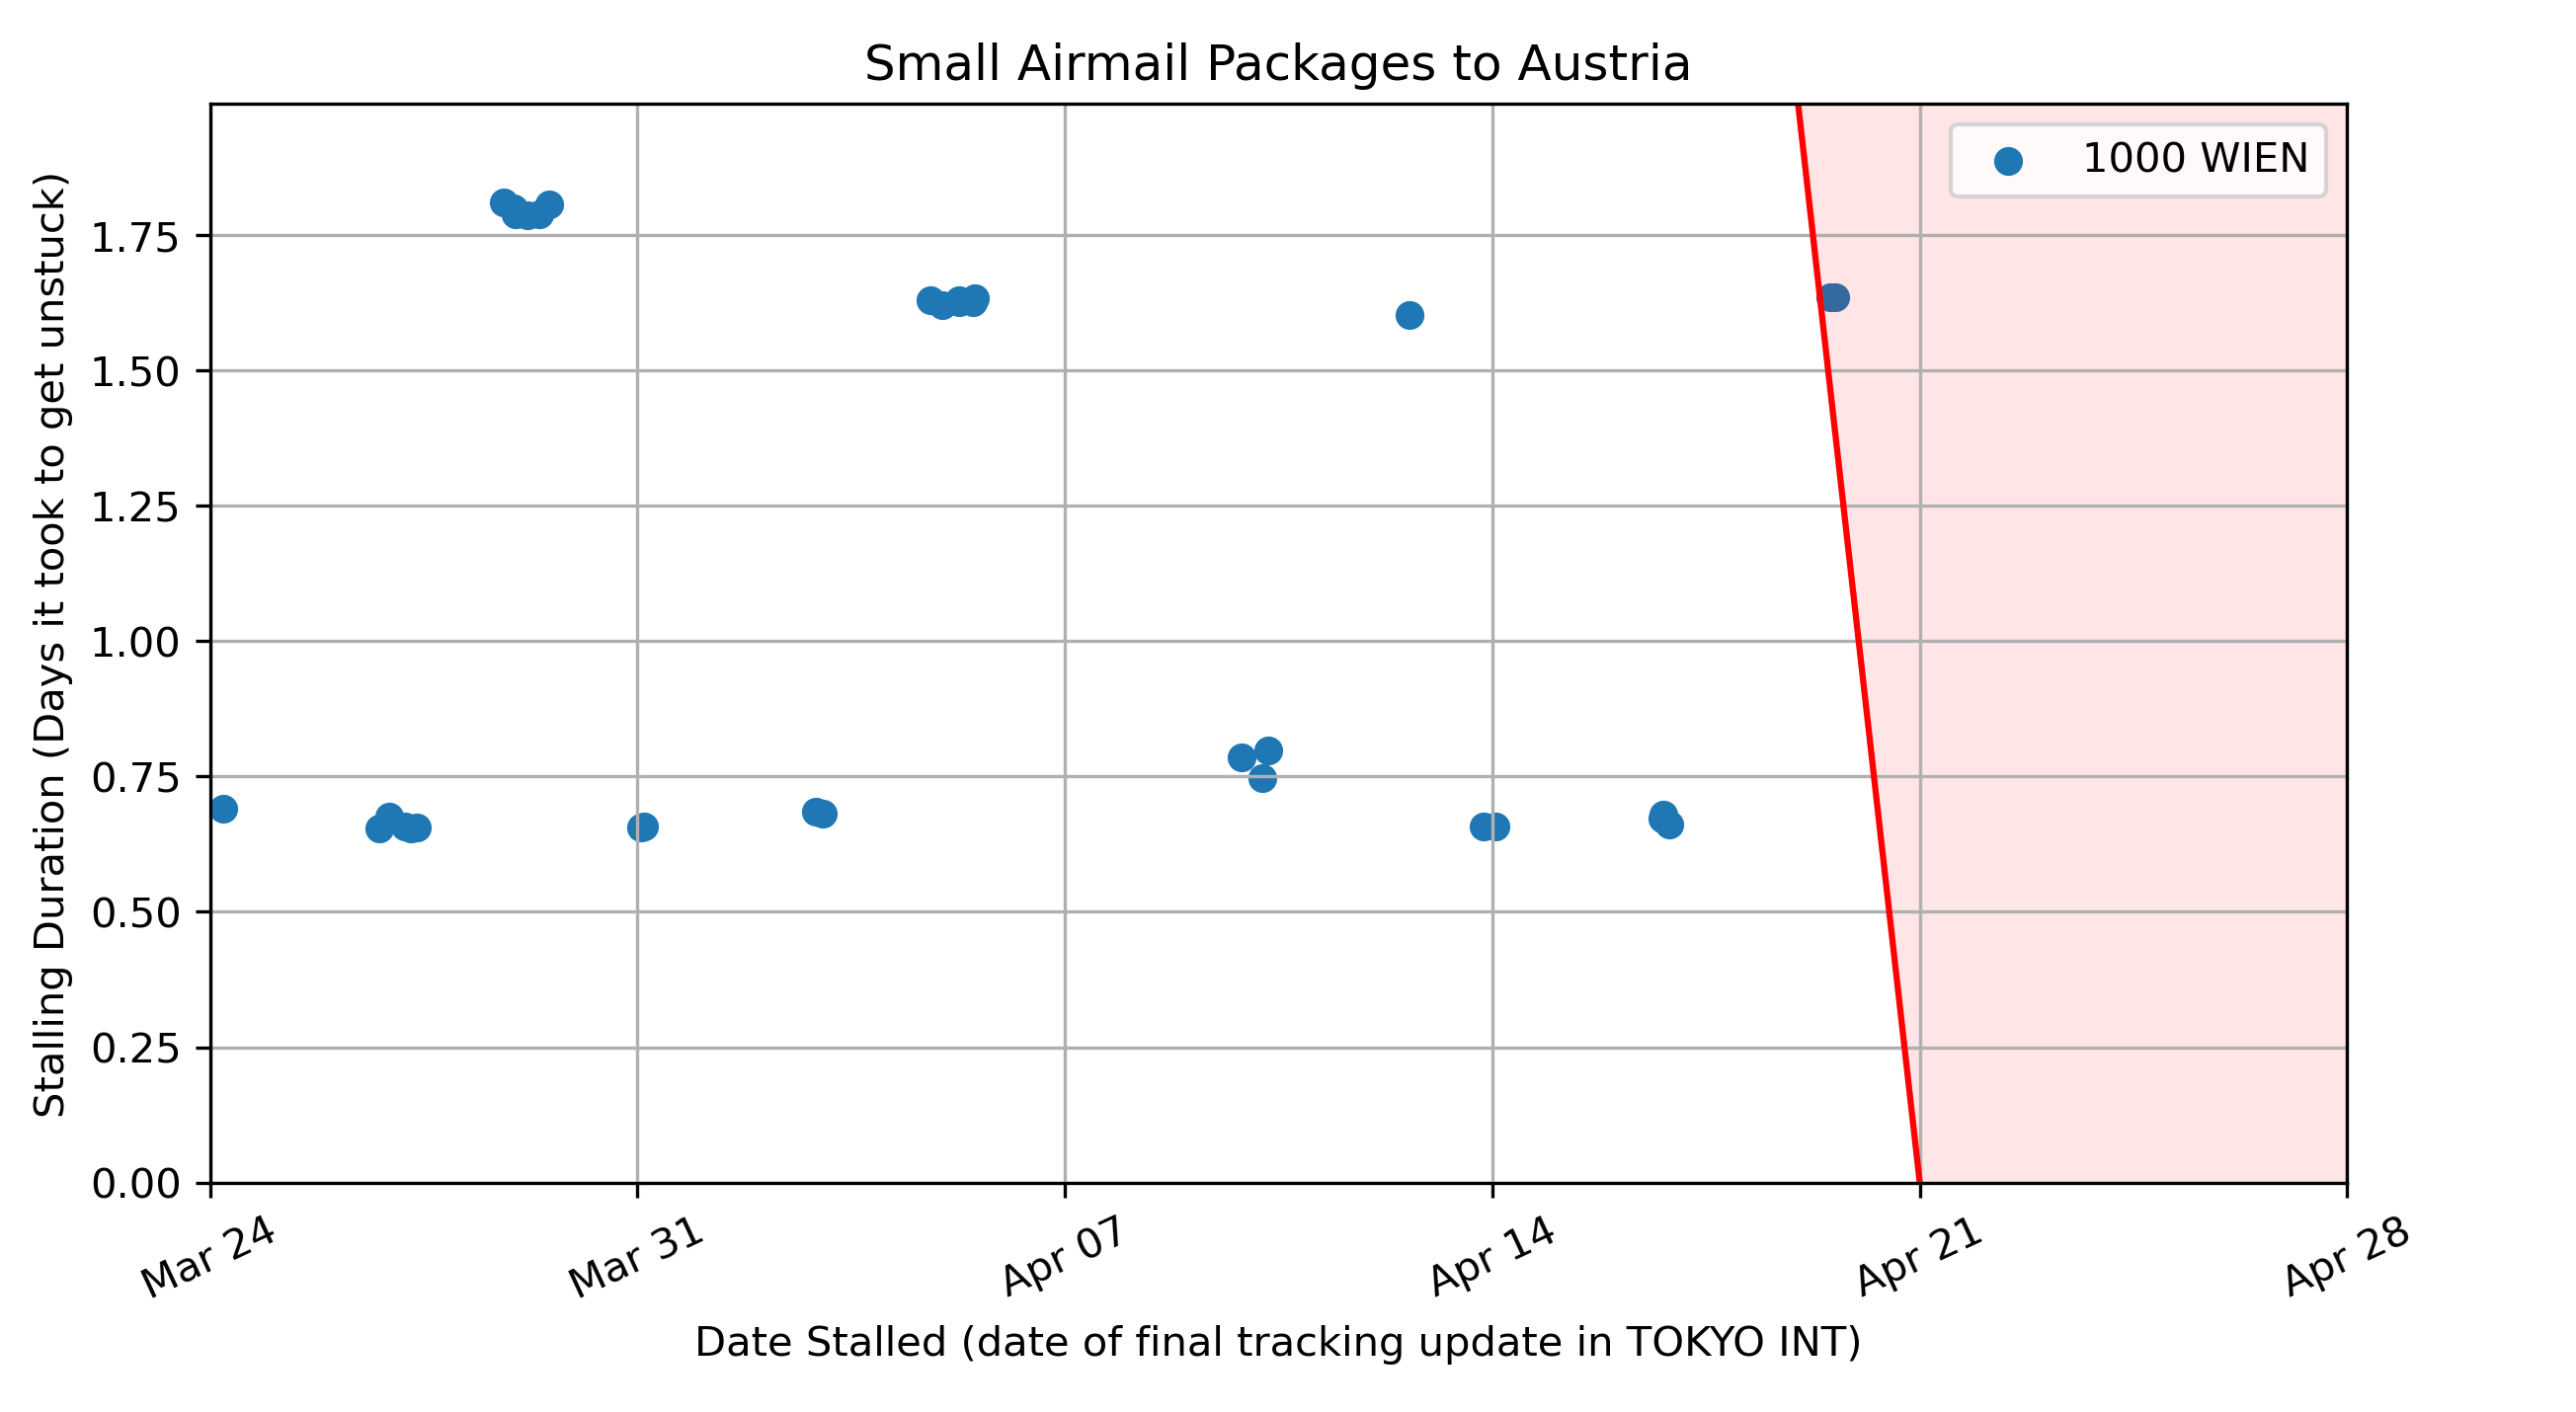 Small Airmail Packages to Austria
1000 WIEN
Stalling Duration (Days it took to get unstuck)
1.75
1.50
1.25
1.00
0.75
0.50
0.25
0.00
Mar 24
Mar 31
Apr 07
Apr 14
Apr 21
Apr 28
Date Stalled (date of final tracking update in TOKYO INT)